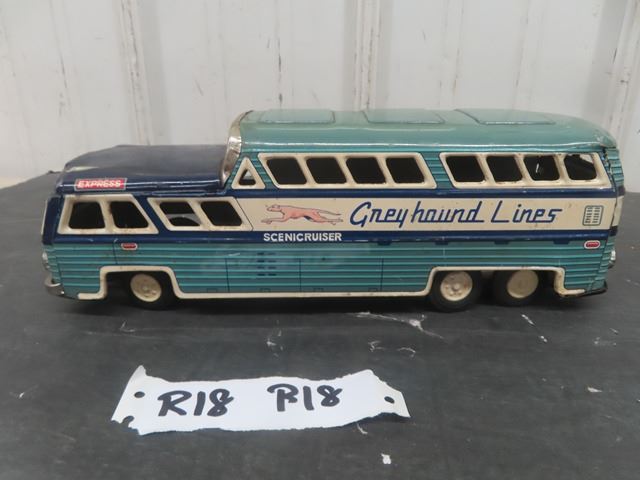 EXPRESS
Greyhound Lines
SCENICRUISER
R18 R18